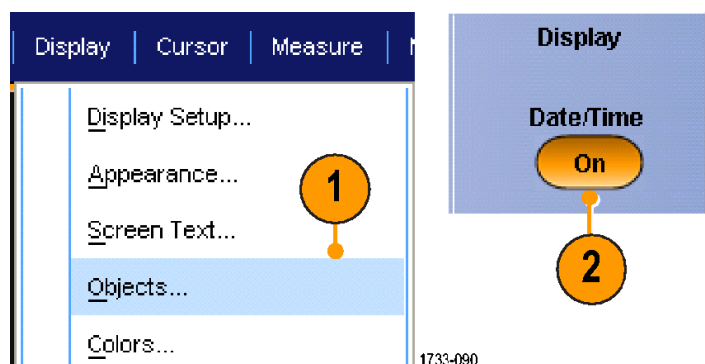 Display Cursor Measure
Display Setup...
Appearance...
Screen Text...
Objects...
Colors...
1
Display
Date/Time
On
2
1733-090